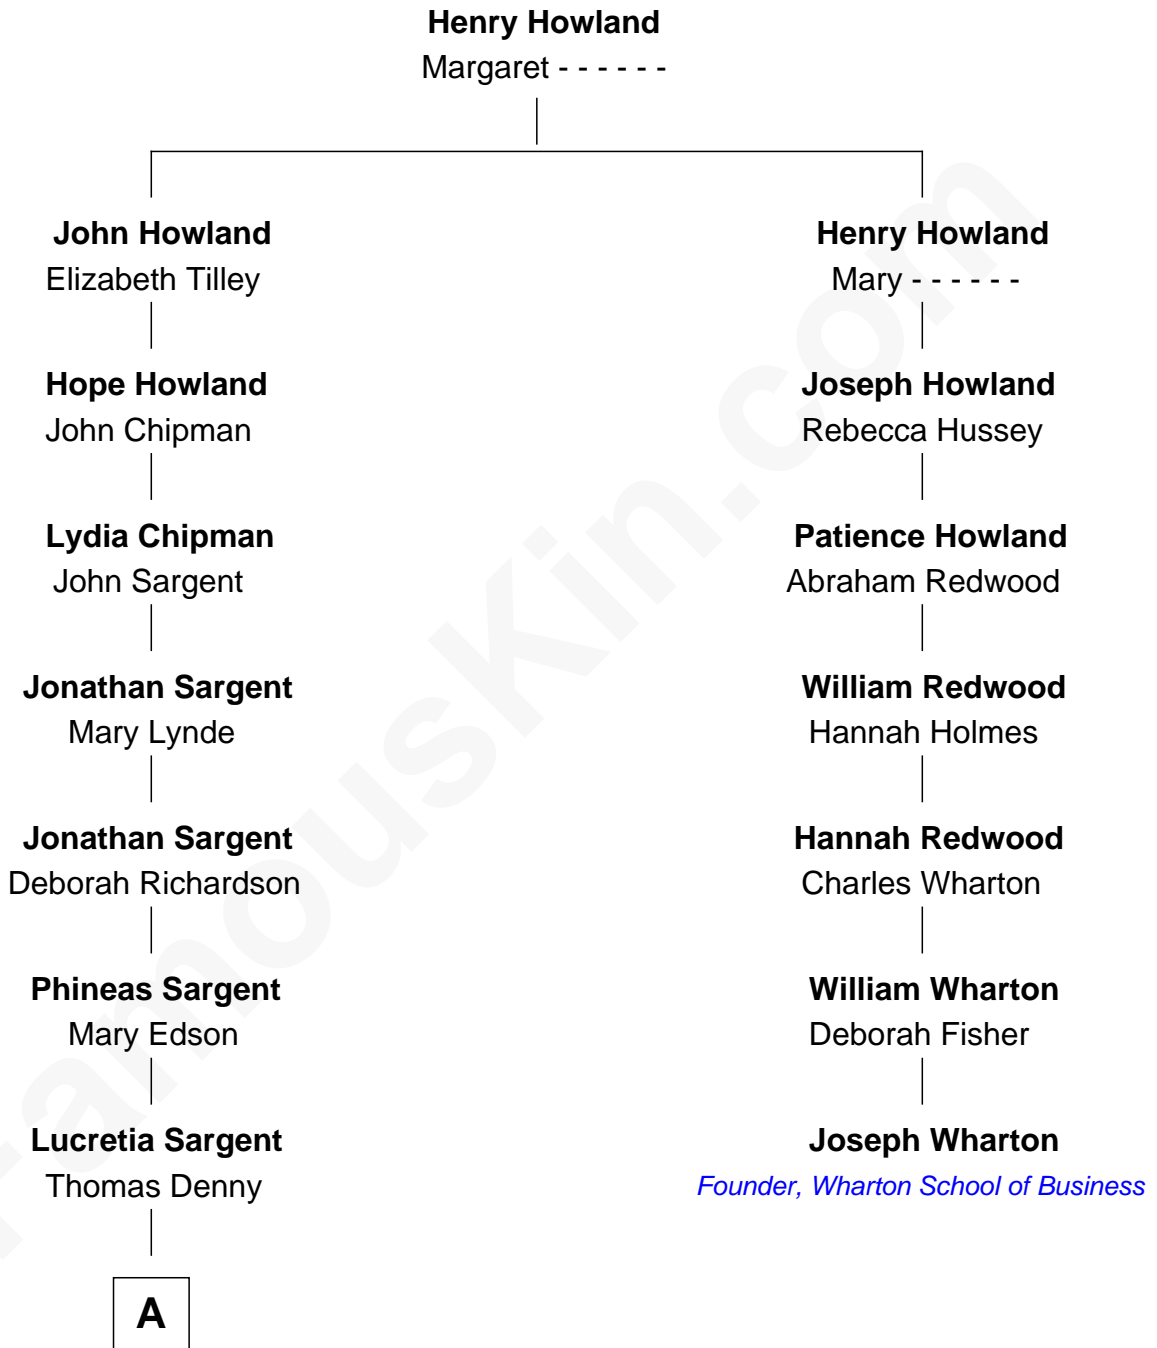 Henry Howland
Margaret - - - - - -
John Howland
Elizabeth Tilley
Henry Howland
Mary - - - - - -
Hope Howland
John Chipman
Joseph Howland
Rebecca Hussey
Lydia Chipman
John Sargent
Patience Howland
Abraham Redwood
Jonathan Sargent
Mary Lynde
William Redwood
Hannah Holmes
Jonathan Sargent
Deborah Richardson
Hannah Redwood
Charles Wharton
Phineas Sargent
Mary Edson
William Wharton
Deborah Fisher
Lucretia Sargent
Thomas Denny
Joseph Wharton
Founder, Wharton School of Business
A
FamousKin.com